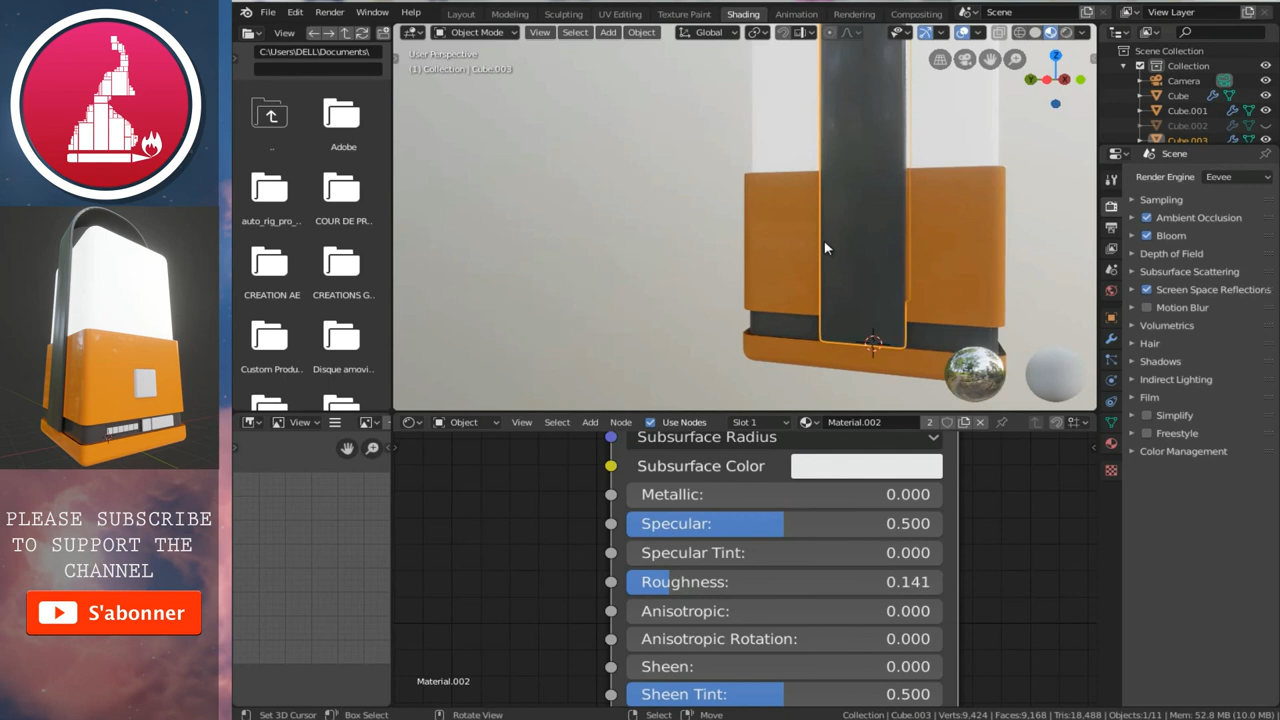 File Edit Render Window Help Layout Modeling Sculpting UV Editing Texture Paint Shading Animation Rendering Compositing Scene View Layer
View Object Mode View Select Add Object Global
C:\Users\DELL\Documents\
User Perspective
(1) Collection | Cube.003
Scene Collection
Collection
Camera
Cube
Cube.001
Cube.002
Cube.003
Z
Y
X
..
Adobe
auto_rig_pro_..
COUR DE PR..
CREATION AE
CREATIONS G..
Custom Produ..
Disque amovi..
Scene
Render Engine Eevee
Sampling
Ambient Occlusion
Bloom
Depth of Field
Subsurface Scattering
Screen Space Reflections
Motion Blur
Volumetrics
Hair
Shadows
Indirect Lighting
Film
Simplify
Freestyle
Color Management
View Object View Select Add Node Use Nodes Slot 1 Material.002 2
Subsurface Radius
Subsurface Color
Metallic: 0.000
Specular: 0.500
Specular Tint: 0.000
Roughness: 0.141
Anisotropic: 0.000
Anisotropic Rotation: 0.000
Sheen: 0.000
Sheen Tint: 0.500
Material.002
PLEASE SUBSCRIBE
TO SUPPORT THE
CHANNEL
S'abonner
Set 3D Cursor Box Select Rotate View Select Move Collection | Cube.003 | Verts:9,424 | Faces:9,168 | Tris:18,488 | Objects:1/11 | Mem: 52.8 MB (10.0 MB)